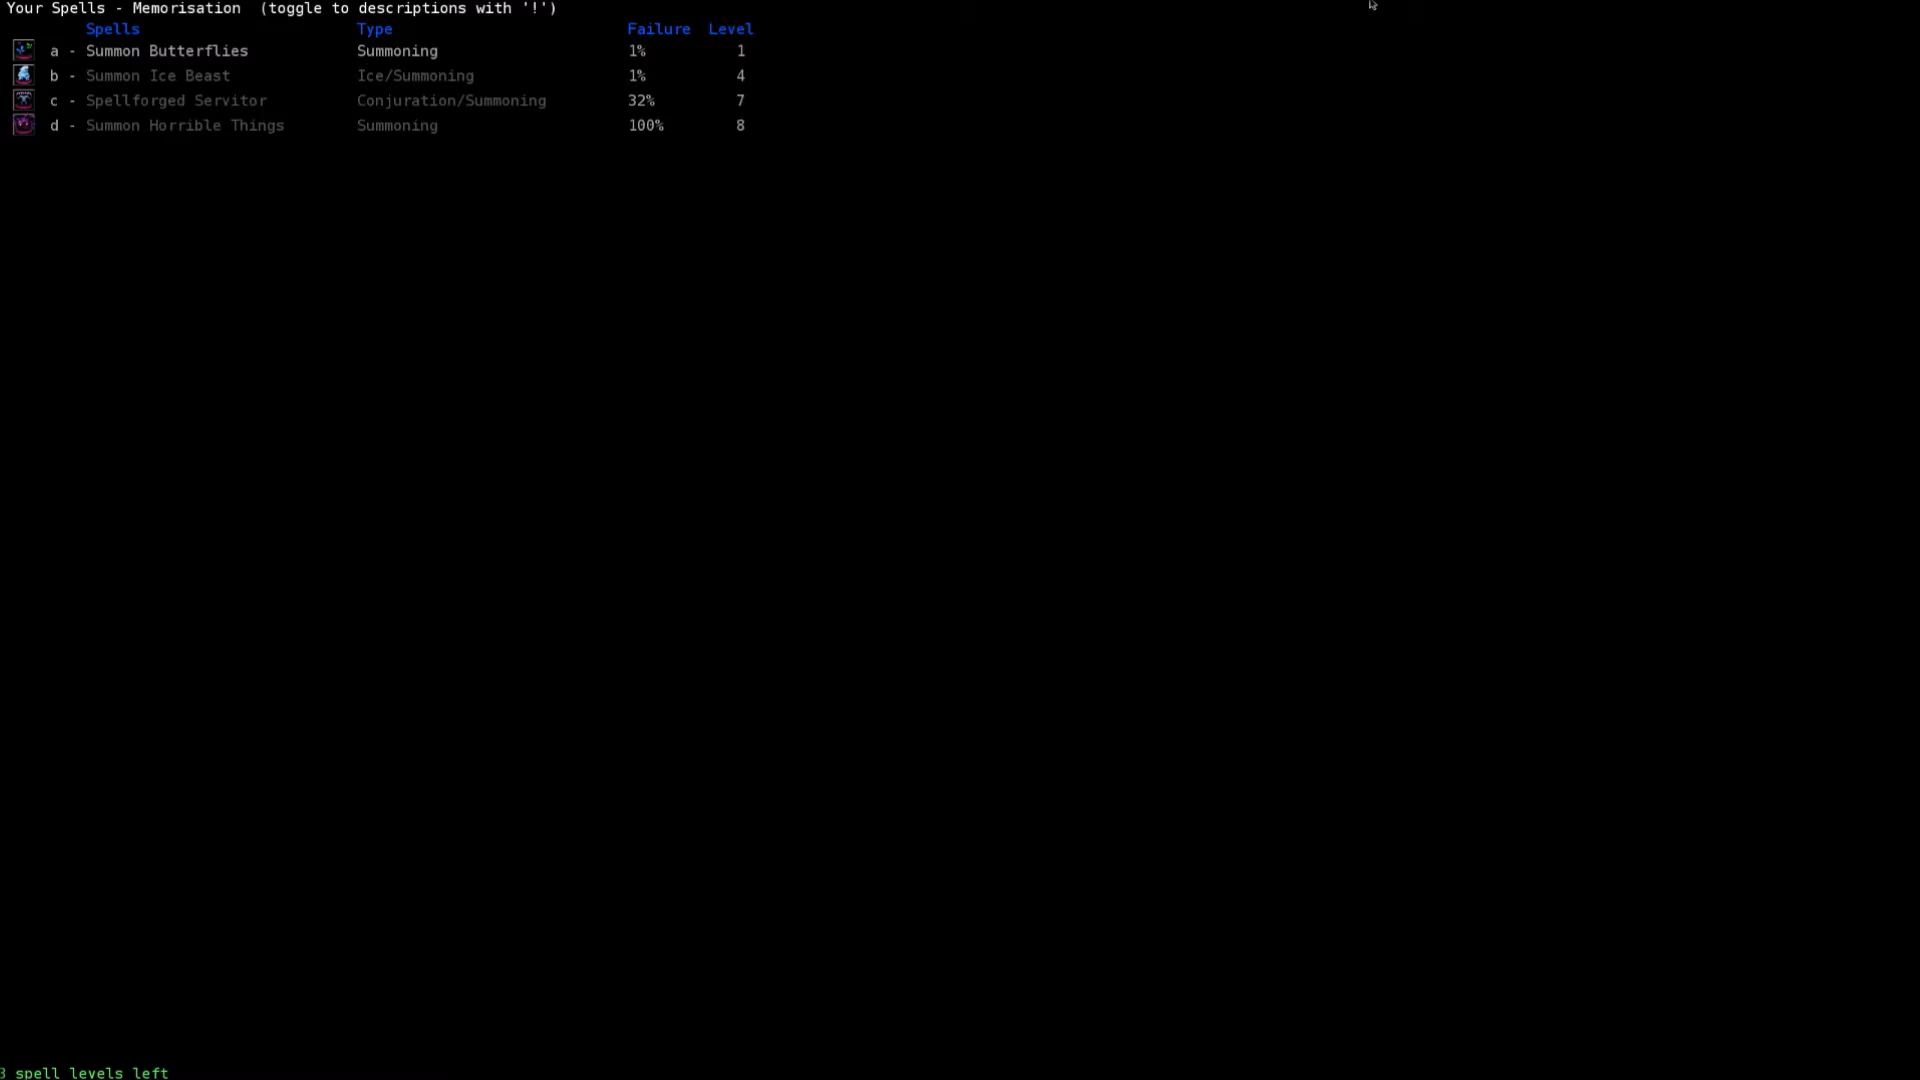 Your Spells - Memorisation  (toggle to descriptions with '!')
Spells Type Failure Level
a - Summon Butterflies Summoning 1% 1
b - Summon Ice Beast Ice/Summoning 1% 4
c - Spellforged Servitor Conjuration/Summoning 32% 7
d - Summon Horrible Things Summoning 100% 8
3 spell levels left